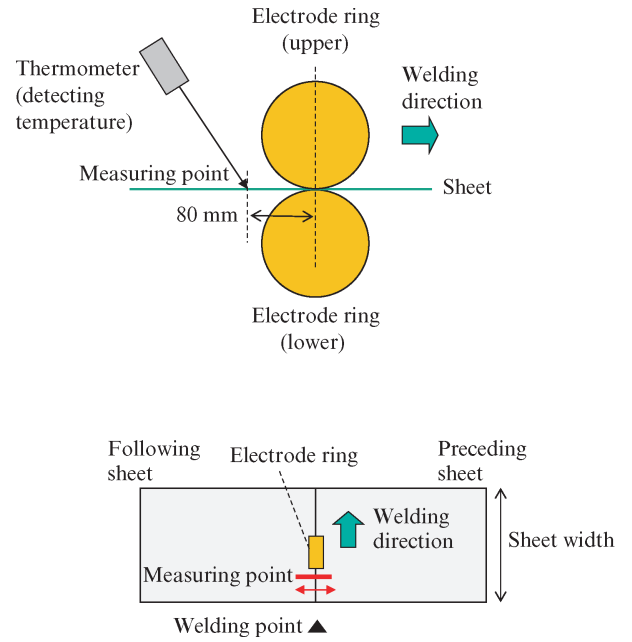 Electrode ring
(upper)
Thermometer
(detecting
temperature)
Welding
direction
Measuring point
Sheet
80 mm
Electrode ring
(lower)
Following
sheet
Electrode ring
Preceding
sheet
Welding
direction
Sheet width
Measuring point
Welding point